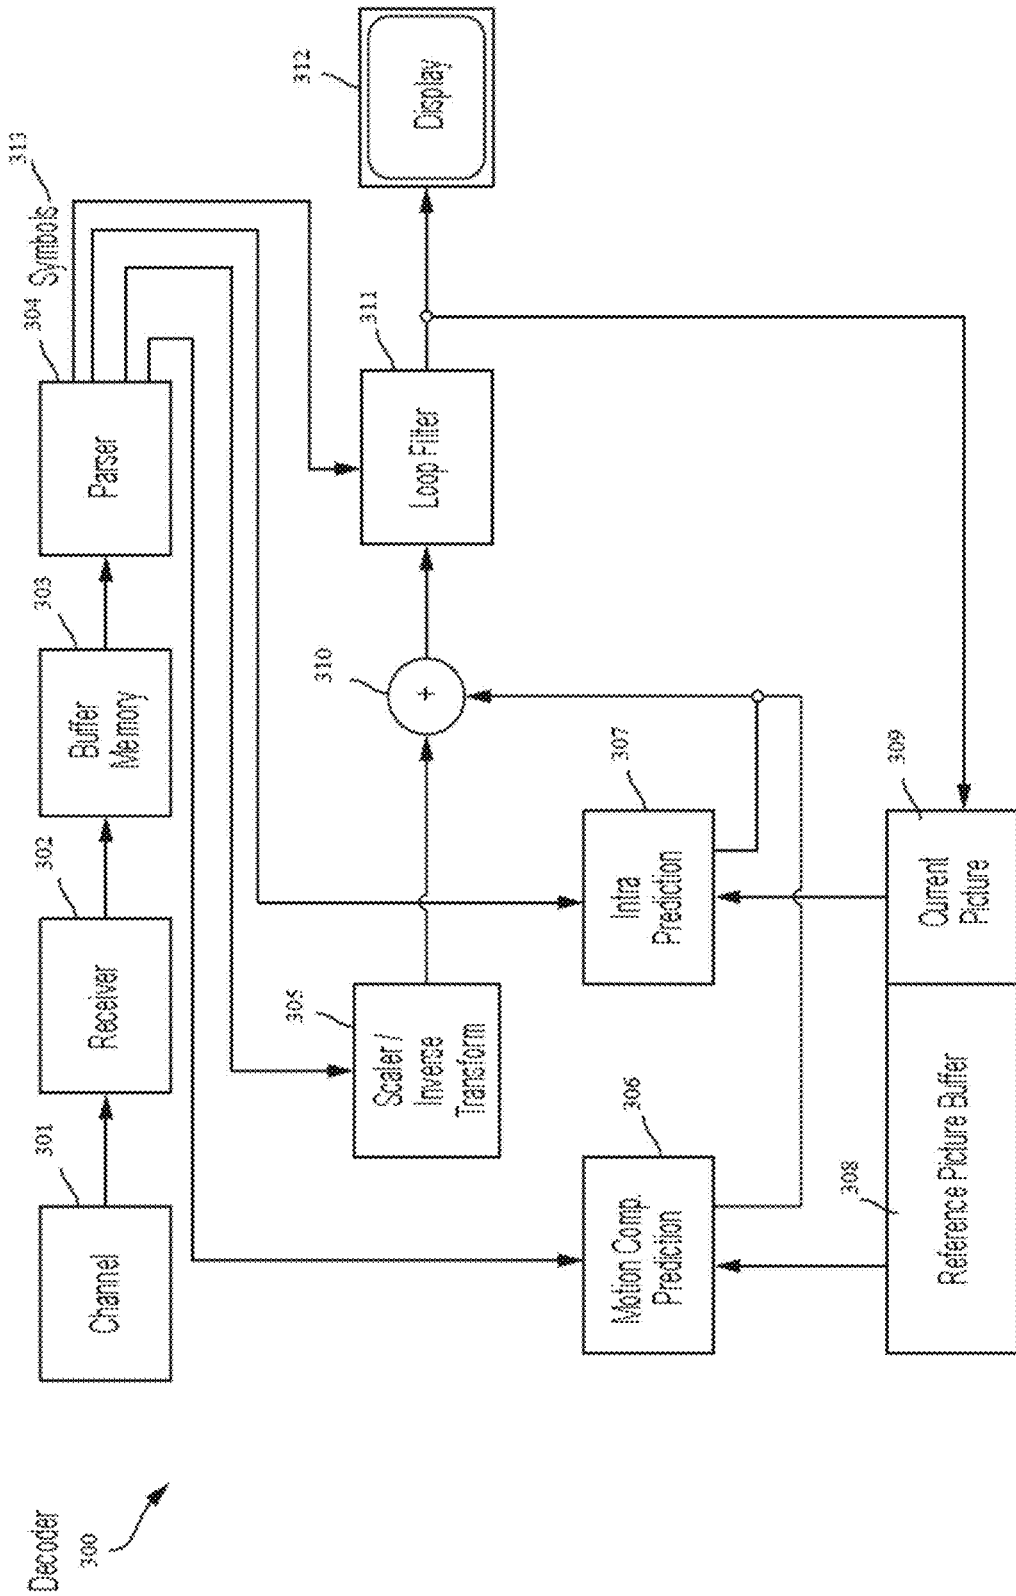 Decoder
300
Channel
301
Receiver
302
Buffer
Memory
303
Parser
304
Symbols
313
Scaler /
Inverse
Transform
305
+
310
Loop Filter
311
Display
312
Motion Comp.
Prediction
306
Intra
Prediction
307
Reference Picture Buffer
308
Current
Picture
309